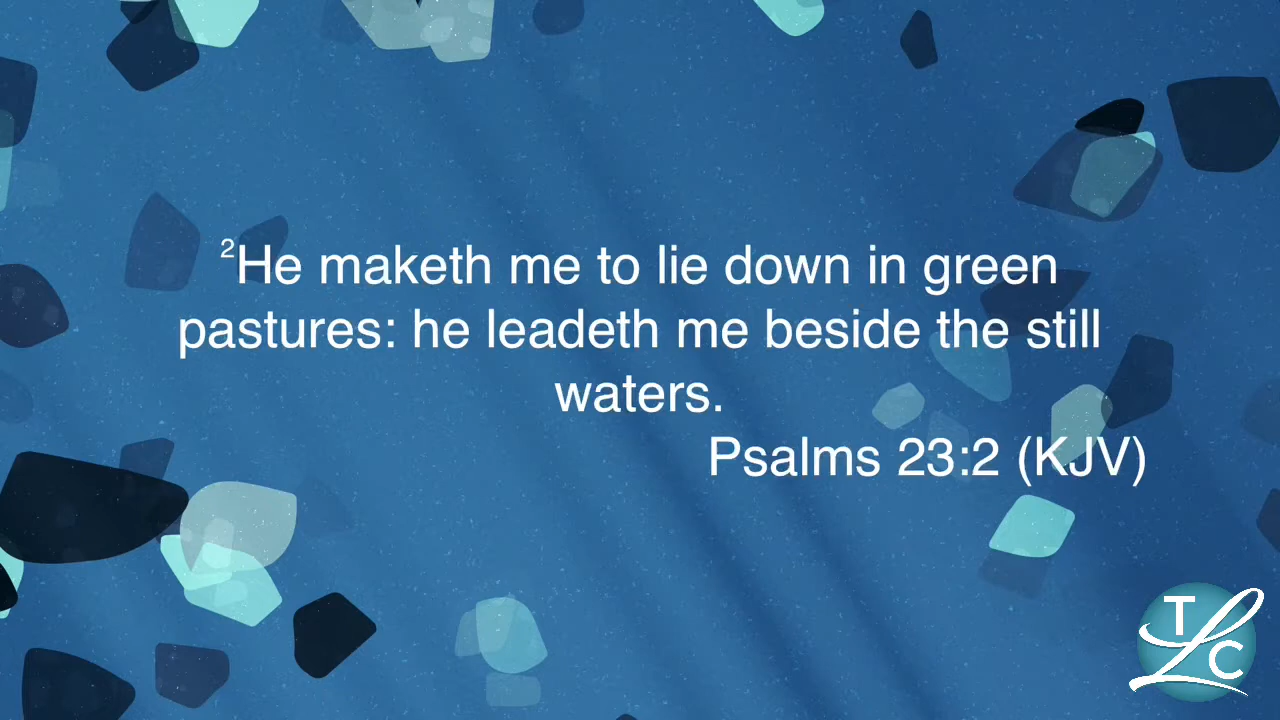 ²He maketh me to lie down in green
pastures: he leadeth me beside the still
waters.
Psalms 23:2 (KJV)
TLC